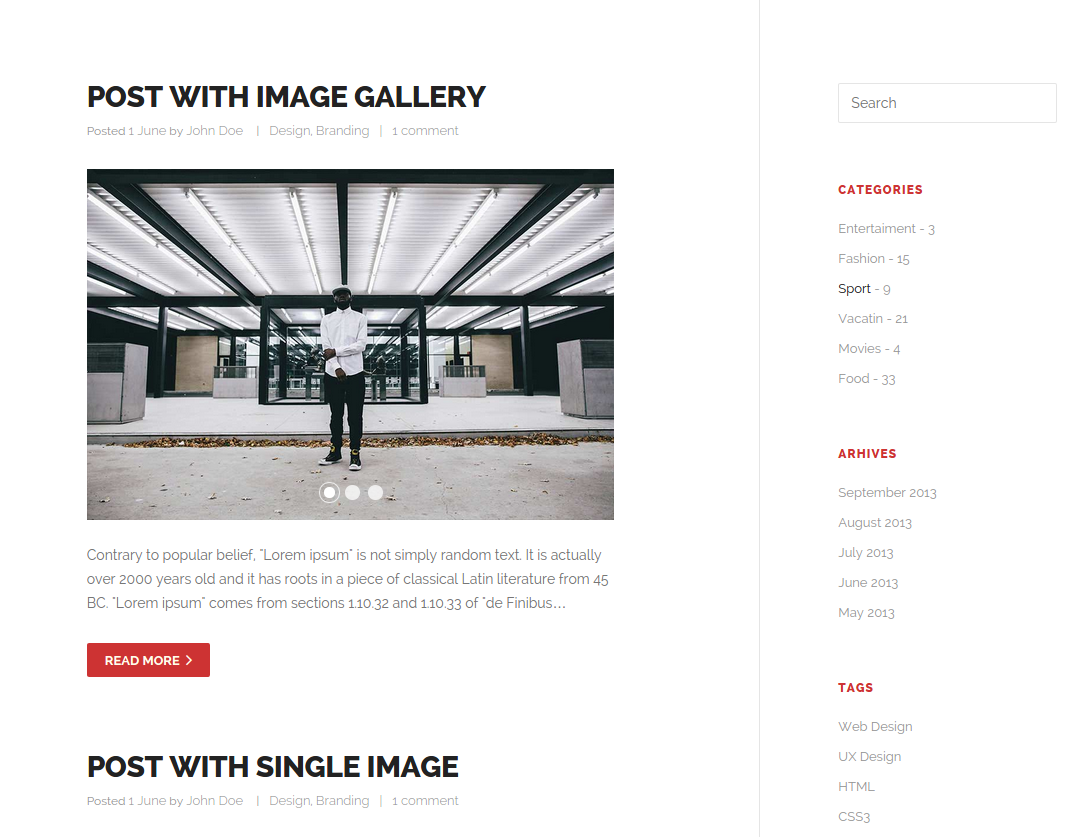 POST WITH IMAGE GALLERY
Posted 1 June by John Doe | Design, Branding | 1 comment
Contrary to popular belief, "Lorem ipsum" is not simply random text. It is actually
over 2000 years old and it has roots in a piece of classical Latin literature from 45
BC. "Lorem ipsum" comes from sections 1.10.32 and 1.10.33 of "de Finibus…
READ MORE
POST WITH SINGLE IMAGE
Posted 1 June by John Doe | Design, Branding | 1 comment
Search
CATEGORIES
Entertaiment - 3
Fashion - 15
Sport - 9
Vacatin - 21
Movies - 4
Food - 33
ARHIVES
September 2013
August 2013
July 2013
June 2013
May 2013
TAGS
Web Design
UX Design
HTML
CSS3